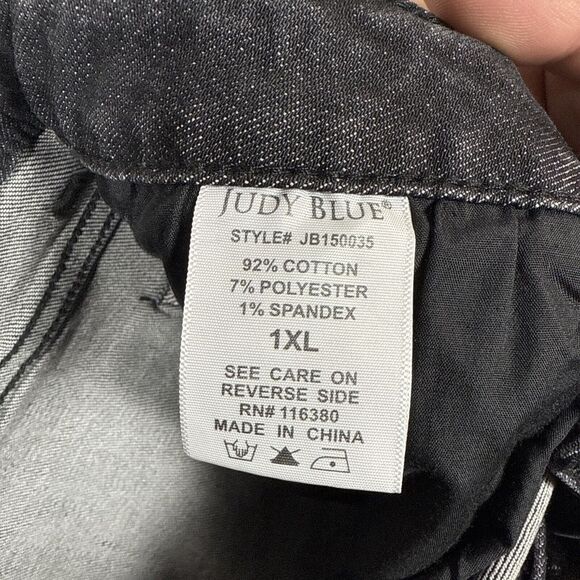 JUDY BLUE®
STYLE# JB150035
92% COTTON
7% POLYESTER
1% SPANDEX
1XL
SEE CARE ON
REVERSE SIDE
RN# 116380
MADE IN CHINA